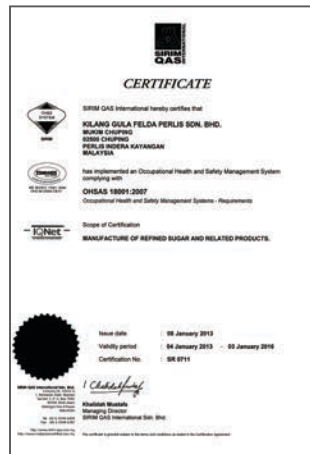 SIRIM
QAS
INTERNATIONAL
CERTIFICATE
SIRIM QAS International hereby certifies that
KILANG GULA FELDA PERLIS SDN. BHD.
MUKIM CHUPING
02500 CHUPING
PERLIS INDERA KAYANGAN
MALAYSIA
has implemented an Occupational Health and Safety Management System
complying with
OHSAS 18001:2007
Occupational Health and Safety Management Systems - Requirements
IQNet
Scope of Certification
MANUFACTURE OF REFINED SUGAR AND RELATED PRODUCTS.
Issue date : 08 January 2013
Validity period : 04 January 2013 - 03 January 2016
Certification No. : SR 0711
Khalidah Mustafa
Managing Director
SIRIM QAS International Sdn. Bhd.